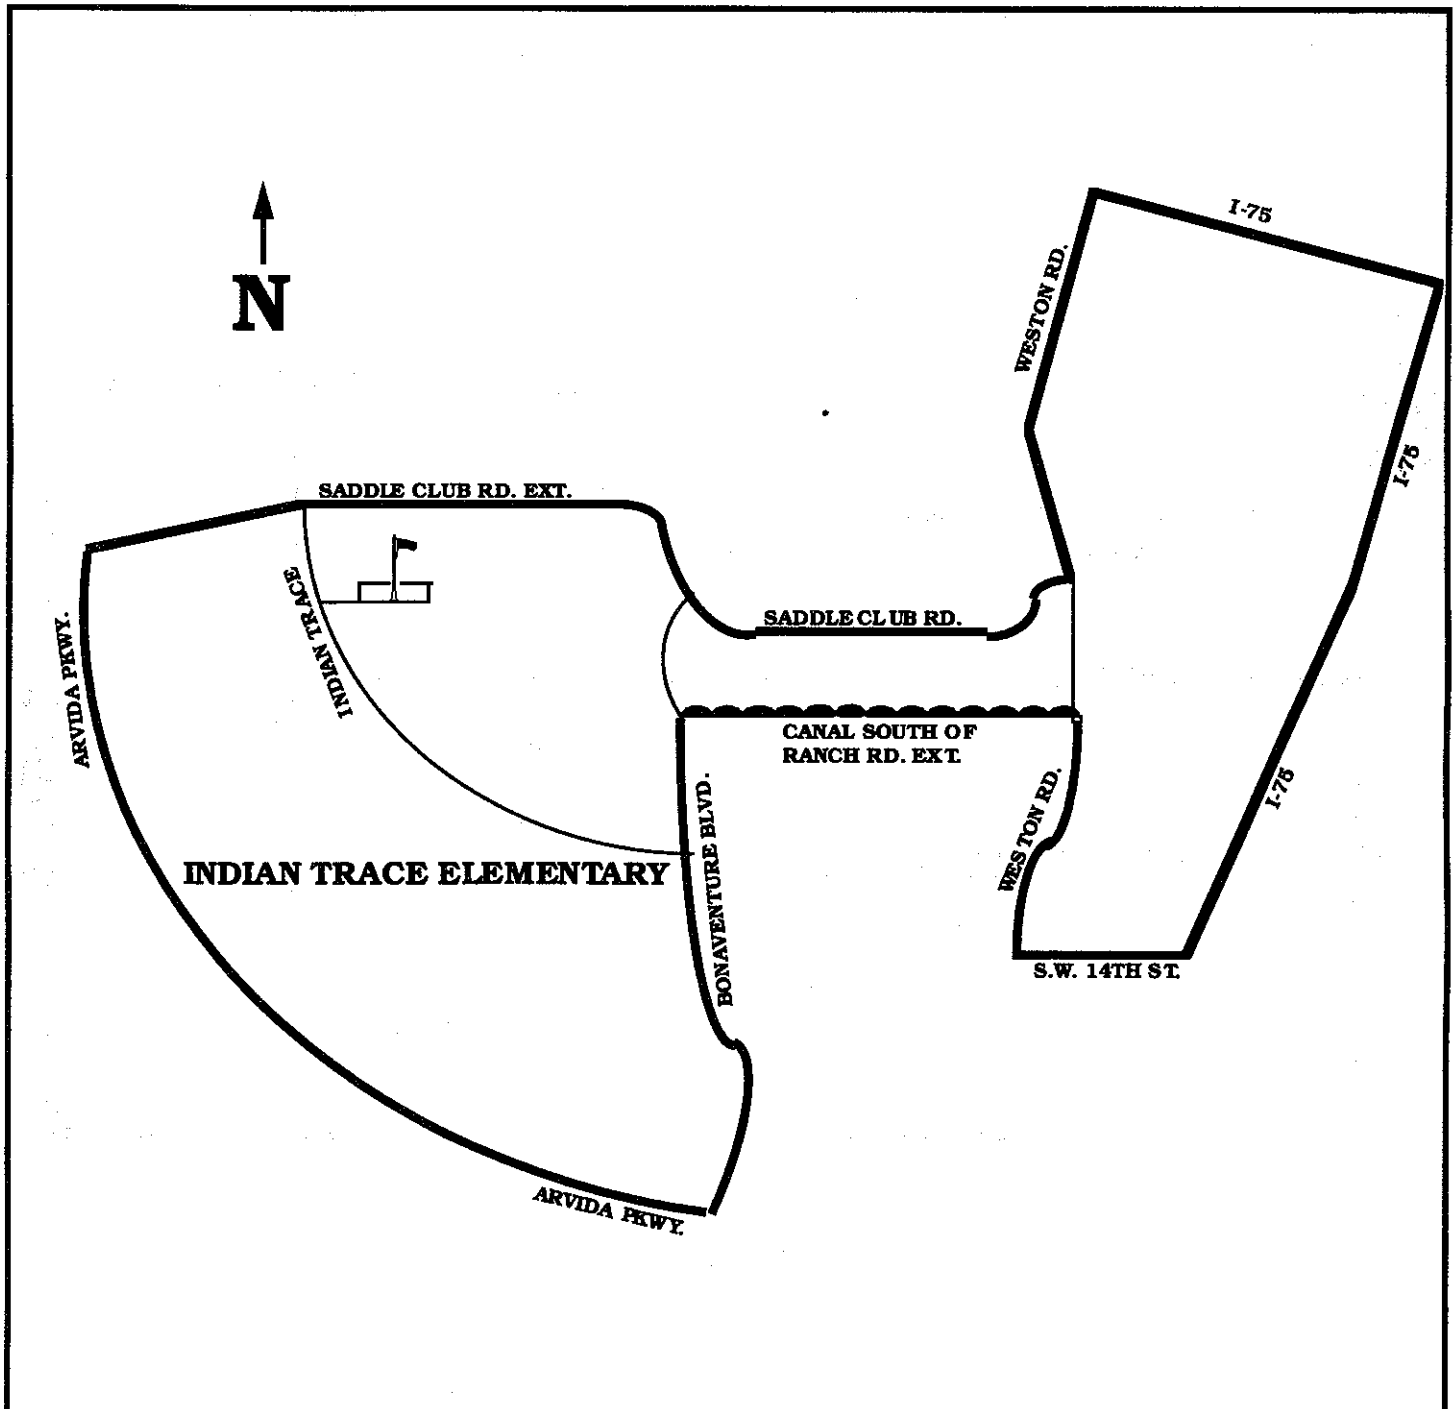 I-75
WESTON RD.
N
I-75
SADDLE CLUB RD. EXT.
INDIAN TRACE
ARVIDA PKWY.
SADDLE CLUB RD.
CANAL SOUTH OF
RANCH RD. EXT.
I-75
WESTON RD.
BONAVENTURE BLVD.
INDIAN TRACE ELEMENTARY
S.W. 14TH ST.
ARVIDA PKWY.